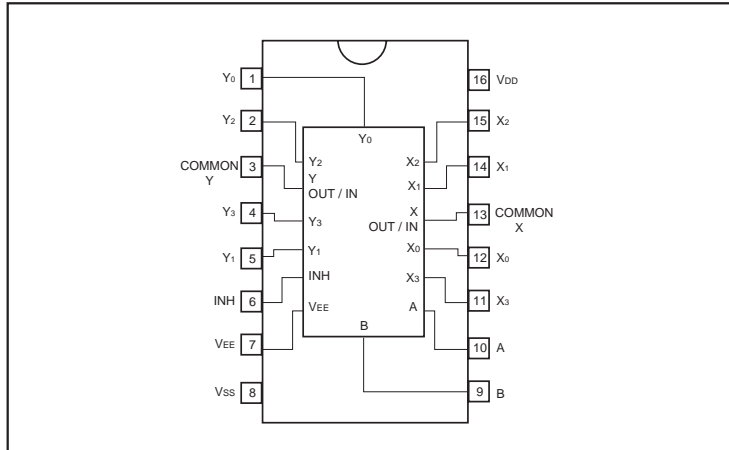 Y0 1
16 VDD
Y2 2
15 X2
COMMON
Y
3
14 X1
Y3 4
13 COMMON
X
Y1 5
12 X0
INH 6
11 X3
VEE 7
10 A
VSS 8
9 B
Y0
Y2
X2
Y
OUT / IN
X1
X
OUT / IN
Y3
Y1
X0
INH
X3
VEE
A
B